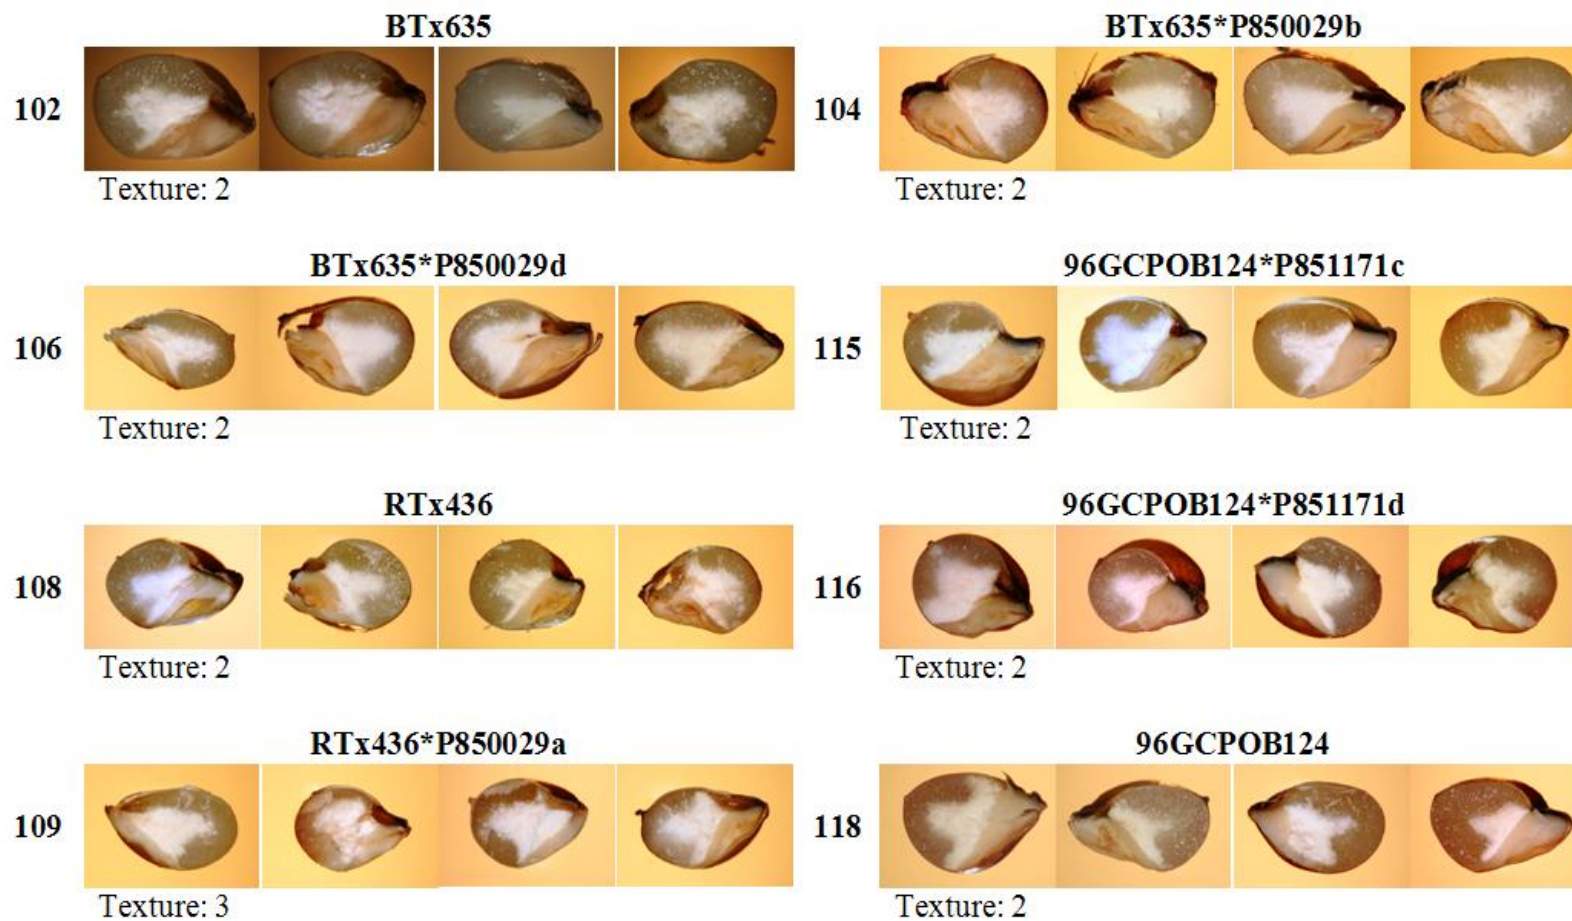 BTx635
BTx635*P850029b
102
104
Texture: 2
Texture: 2
BTx635*P850029d
96GCPOB124*P851171c
106
115
Texture: 2
Texture: 2
RTx436
96GCPOB124*P851171d
108
116
Texture: 2
Texture: 2
RTx436*P850029a
96GCPOB124
109
118
Texture: 3
Texture: 2